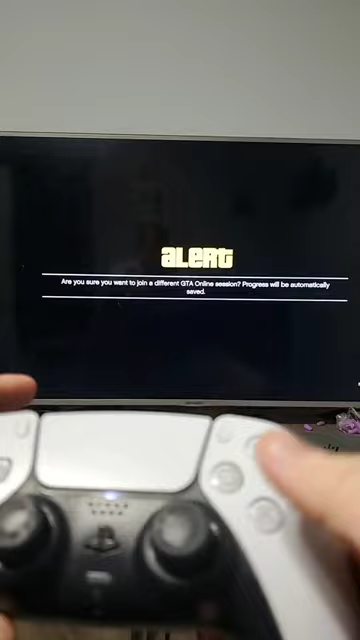 alert
Are you sure you want to join a different GTA Online session? Progress will be automatically
saved.